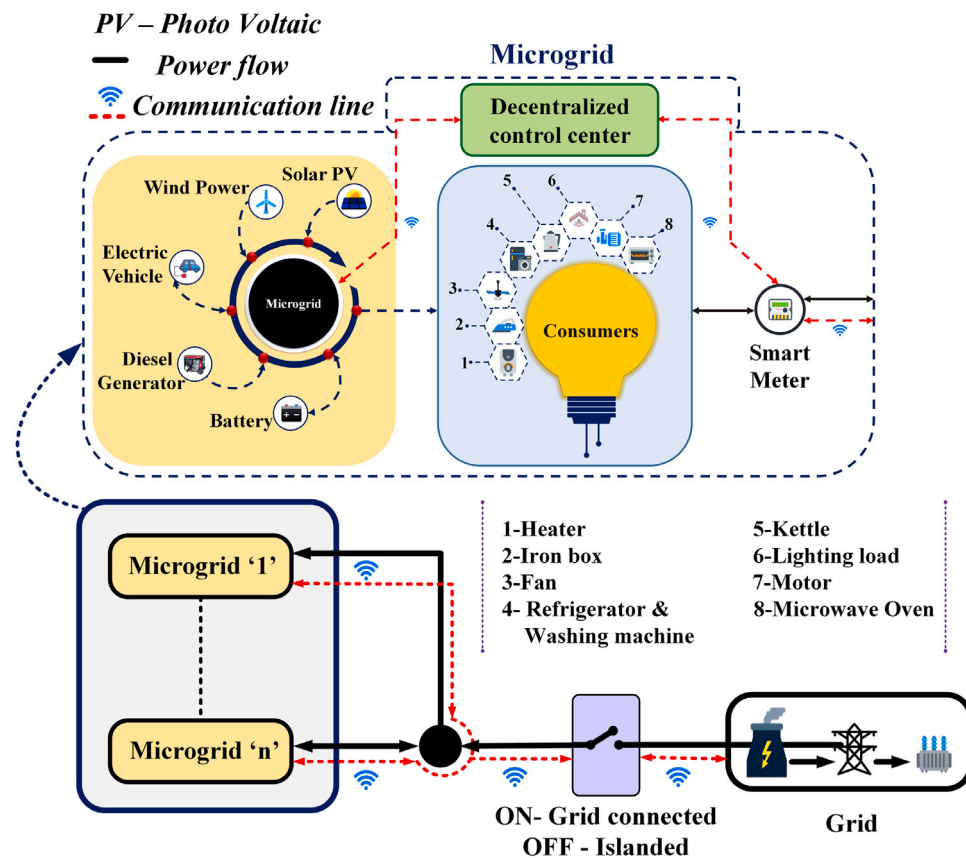 PV – Photo Voltaic
Power flow
Communication line
Microgrid
Decentralized
control center
Wind Power
Solar PV
Electric
Vehicle
Microgrid
Diesel
Generator
Battery
5
6
7
4
8
3
2
1
Consumers
Smart
Meter
Microgrid ‘1’
Microgrid ‘n’
1-Heater
2-Iron box
3-Fan
4- Refrigerator &
Washing machine
5-Kettle
6-Lighting load
7-Motor
8-Microwave Oven
ON- Grid connected
OFF - Islanded
Grid